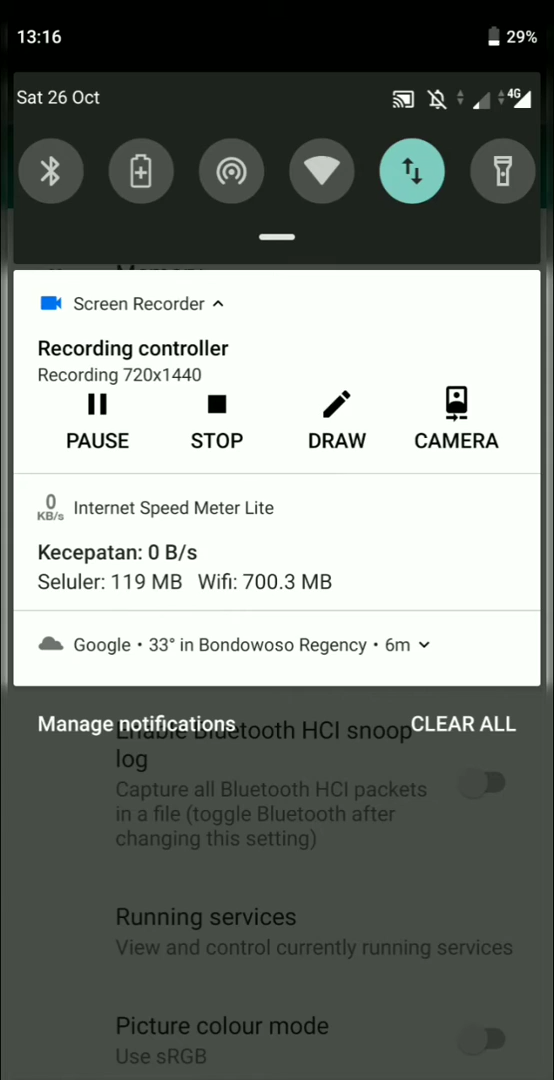 13:16
29%
Sat 26 Oct
4G
Memory
Screen Recorder
Recording controller
Recording 720x1440
PAUSE STOP DRAW CAMERA
0
KB/s
Internet Speed Meter Lite
Kecepatan: 0 B/s
Seluler: 119 MB Wifi: 700.3 MB
Google • 33° in Bondowoso Regency • 6m
Manage notifications
CLEAR ALL
Enable Bluetooth HCI snoop
log
Capture all Bluetooth HCI packets
in a file (toggle Bluetooth after
changing this setting)
Running services
View and control currently running services
Picture colour mode
Use sRGB